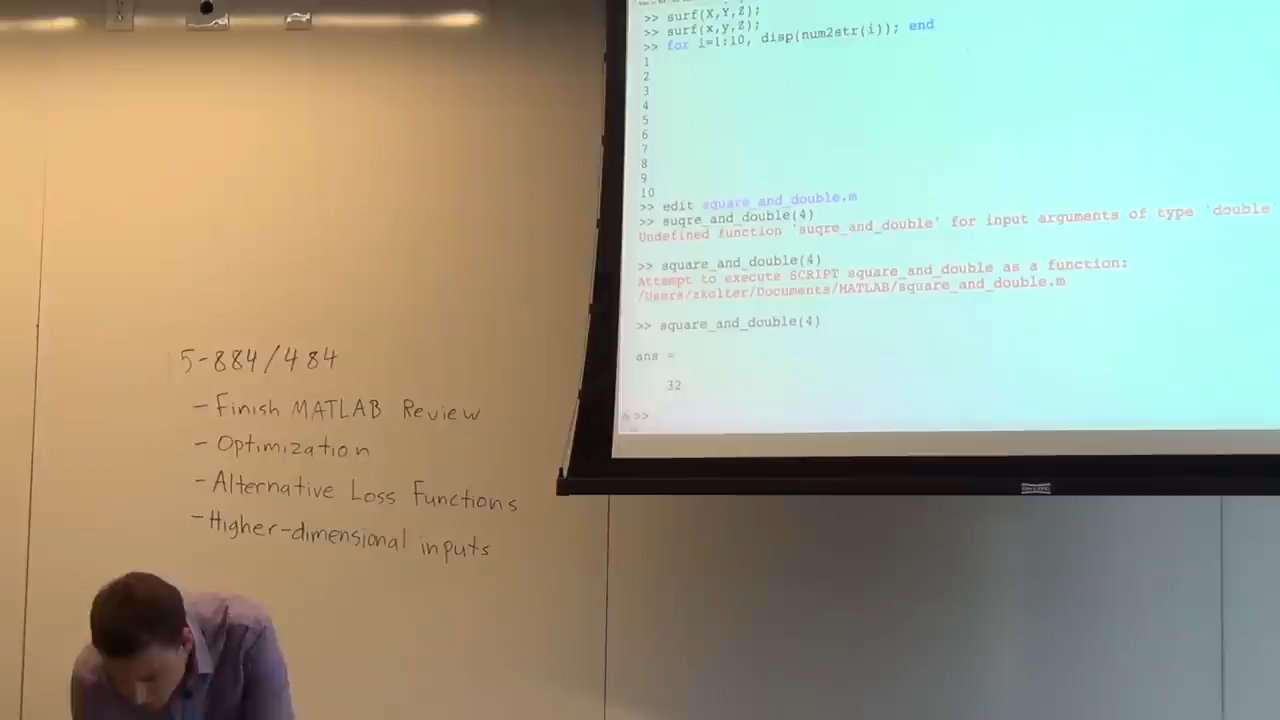 >> surf(X,Y,Z);
>> surf(x,y,Z);
>> for i=1:10, disp(num2str(i)); end
1
2
3
4
5
6
7
8
9
10
>> edit square_and_double.m
>> suqre_and_double(4)
Undefined function 'suqre_and_double' for input arguments of type 'double'
>> square_and_double(4)
Attempt to execute SCRIPT square_and_double as a function:
/Users/zkolter/Documents/MATLAB/square_and_double.m
>> square_and_double(4)
ans =
32
>>
5-884/484
- Finish MATLAB Review
- Optimization
- Alternative Loss Functions
- Higher-dimensional inputs